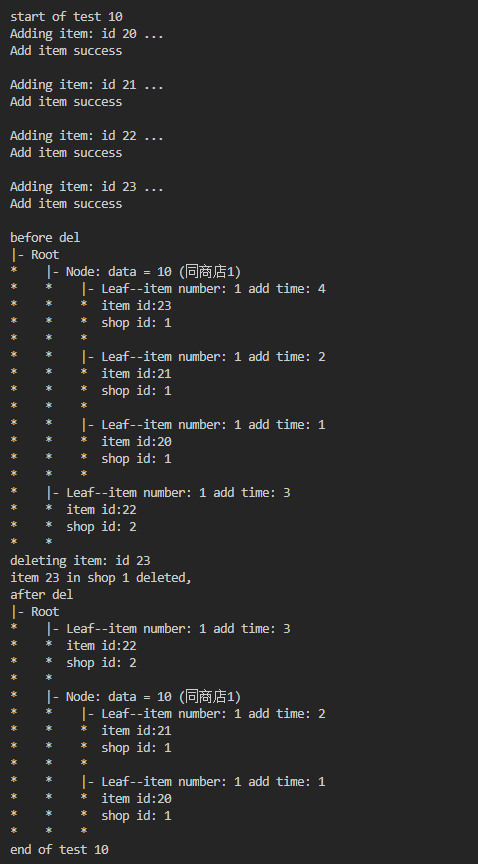 start of test 10
Adding item: id 20 ...
Add item success

Adding item: id 21 ...
Add item success

Adding item: id 22 ...
Add item success

Adding item: id 23 ...
Add item success

before del
|- Root
*    |- Node: data = 10 (同商店1)
*    *    |- Leaf--item number: 1 add time: 4
*    *    *  item id:23
*    *    *  shop id: 1
*    *    *
*    *    |- Leaf--item number: 1 add time: 2
*    *    *  item id:21
*    *    *  shop id: 1
*    *    *
*    *    |- Leaf--item number: 1 add time: 1
*    *    *  item id:20
*    *    *  shop id: 1
*    *    *
*    |- Leaf--item number: 1 add time: 3
*    *  item id:22
*    *  shop id: 2
*    *
deleting item: id 23
item 23 in shop 1 deleted,
after del
|- Root
*    |- Leaf--item number: 1 add time: 3
*    *  item id:22
*    *  shop id: 2
*    *
*    |- Node: data = 10 (同商店1)
*    *    |- Leaf--item number: 1 add time: 2
*    *    *  item id:21
*    *    *  shop id: 1
*    *    *
*    *    |- Leaf--item number: 1 add time: 1
*    *    *  item id:20
*    *    *  shop id: 1
*    *    *
end of test 10